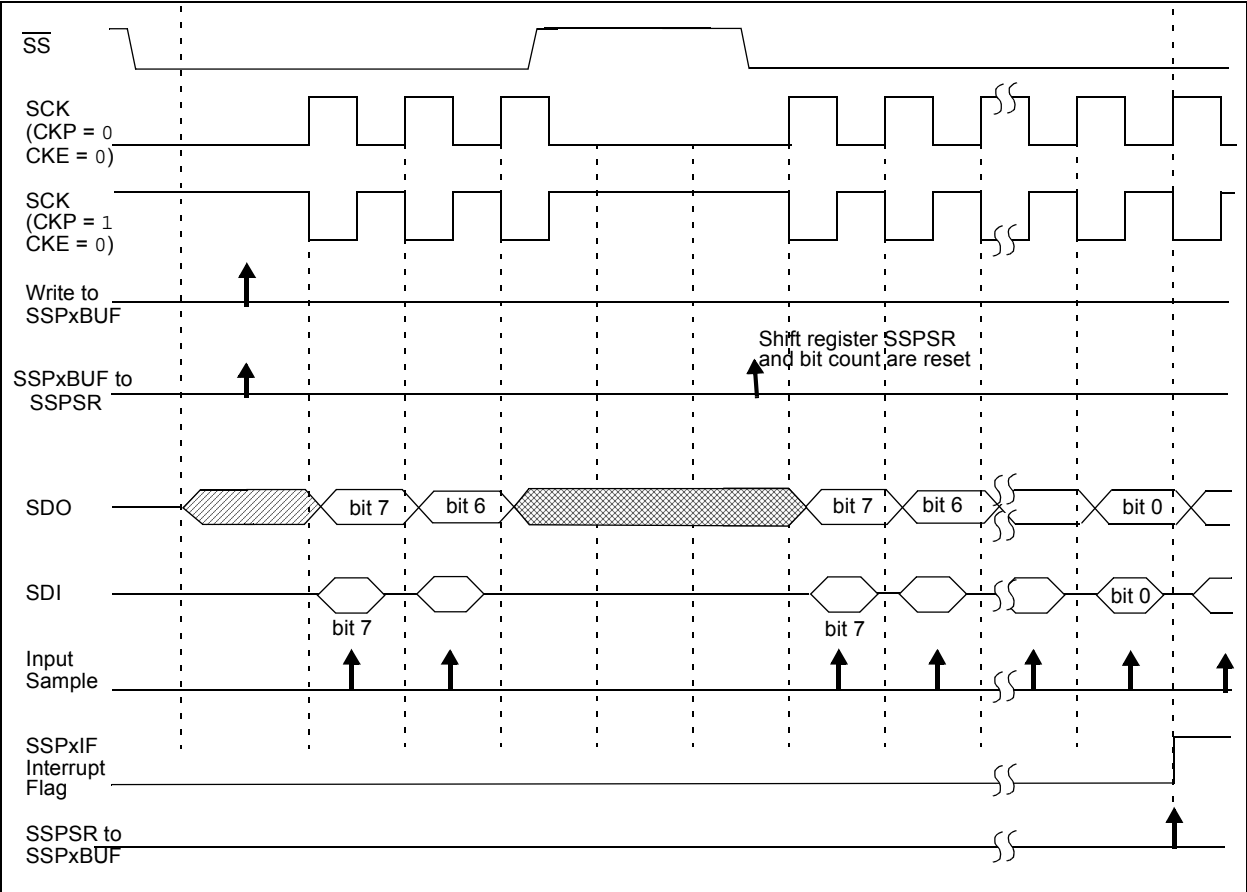 SS
SCK
(CKP = 0
CKE = 0)
SCK
(CKP = 1
CKE = 0)
Write to
SSPxBUF
Shift register SSPSR
and bit count are reset
SSPxBUF to
SSPSR
SDO
bit 7
bit 6
bit 7
bit 6
bit 0
SDI
bit 0
bit 7
bit 7
Input
Sample
SSPxIF
Interrupt
Flag
SSPSR to
SSPxBUF